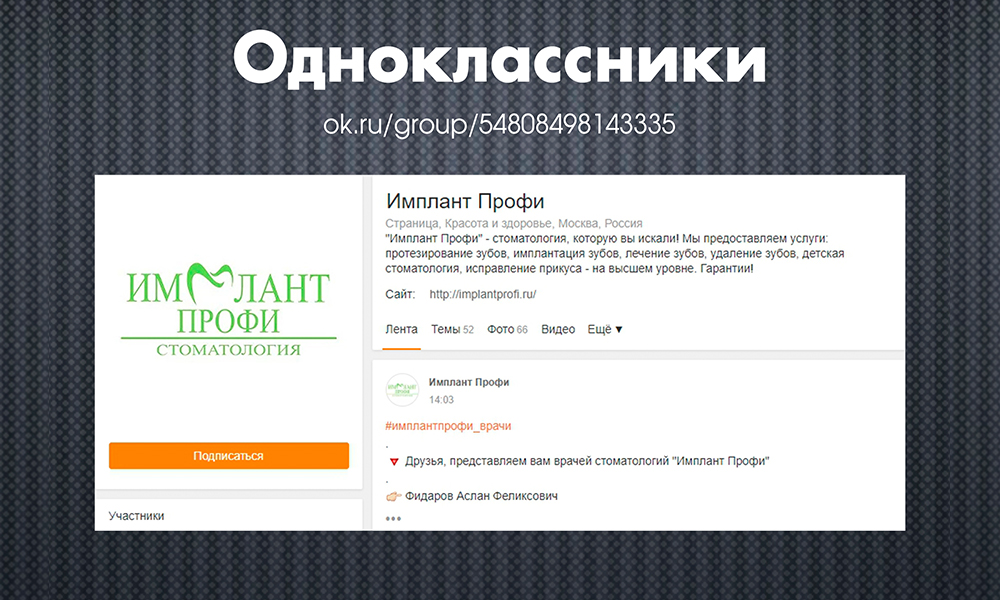 Одноклассники
ok.ru/group/54808498143335
ИМПЛАНТ
ПРОФИ
СТОМАТОЛОГИЯ
Подписаться
Участники
Имплант Профи
Страница, Красота и здоровье, Москва, Россия
"Имплант Профи" - стоматология, которую вы искали! Мы предоставляем услуги:
протезирование зубов, имплантация зубов, лечение зубов, удаление зубов, детская
стоматология, исправление прикуса - на высшем уровне. Гарантии!
Сайт: http://implantprofi.ru/
Лента Темы 52 Фото 66 Видео Ещё ▼
Имплант Профи
14:03
#имплантпрофи_врачи
.
Друзья, представляем вам врачей стоматологий "Имплант Профи"
.
Фидаров Аслан Феликсович
•••